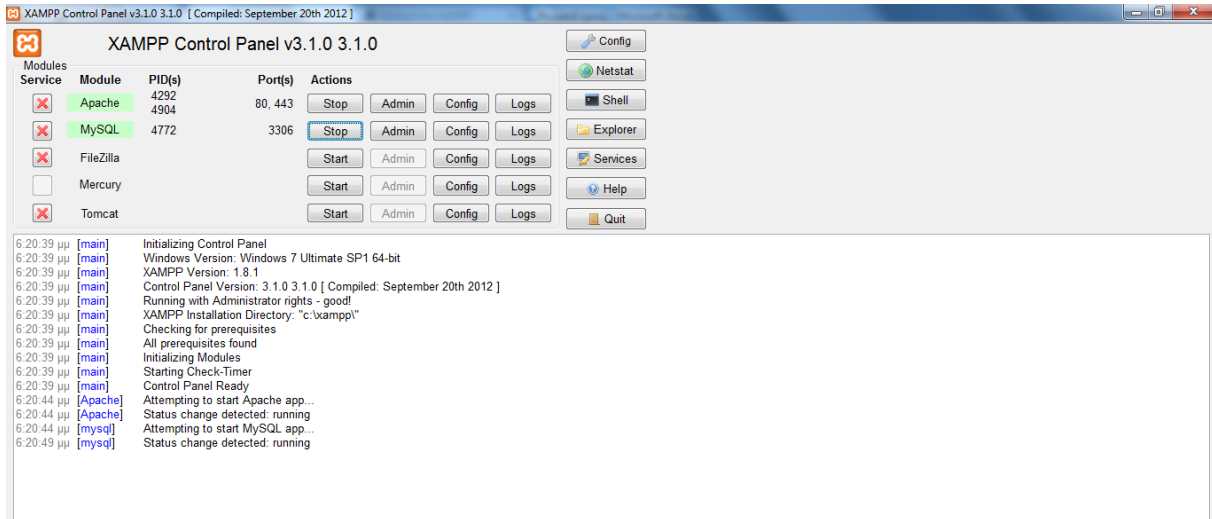 XAMPP Control Panel v3.1.0 3.1.0 [ Compiled: September 20th 2012 ]
XAMPP Control Panel v3.1.0 3.1.0
Config
Modules
Service Module PID(s) Port(s) Actions
Netstat
Apache 4292 4904 80, 443 Stop Admin Config Logs
Shell
MySQL 4772 3306 Stop Admin Config Logs
Explorer
FileZilla Start Admin Config Logs
Services
Mercury Start Admin Config Logs
Help
Tomcat Start Admin Config Logs
Quit
6:20:39 μμ [main] Initializing Control Panel
6:20:39 μμ [main] Windows Version: Windows 7 Ultimate SP1 64-bit
6:20:39 μμ [main] XAMPP Version: 1.8.1
6:20:39 μμ [main] Control Panel Version: 3.1.0 3.1.0 [ Compiled: September 20th 2012 ]
6:20:39 μμ [main] Running with Administrator rights - good!
6:20:39 μμ [main] XAMPP Installation Directory: "c:\xampp\"
6:20:39 μμ [main] Checking for prerequisites
6:20:39 μμ [main] All prerequisites found
6:20:39 μμ [main] Initializing Modules
6:20:39 μμ [main] Starting Check-Timer
6:20:39 μμ [main] Control Panel Ready
6:20:44 μμ [Apache] Attempting to start Apache app...
6:20:44 μμ [Apache] Status change detected: running
6:20:44 μμ [mysql] Attempting to start MySQL app...
6:20:49 μμ [mysql] Status change detected: running